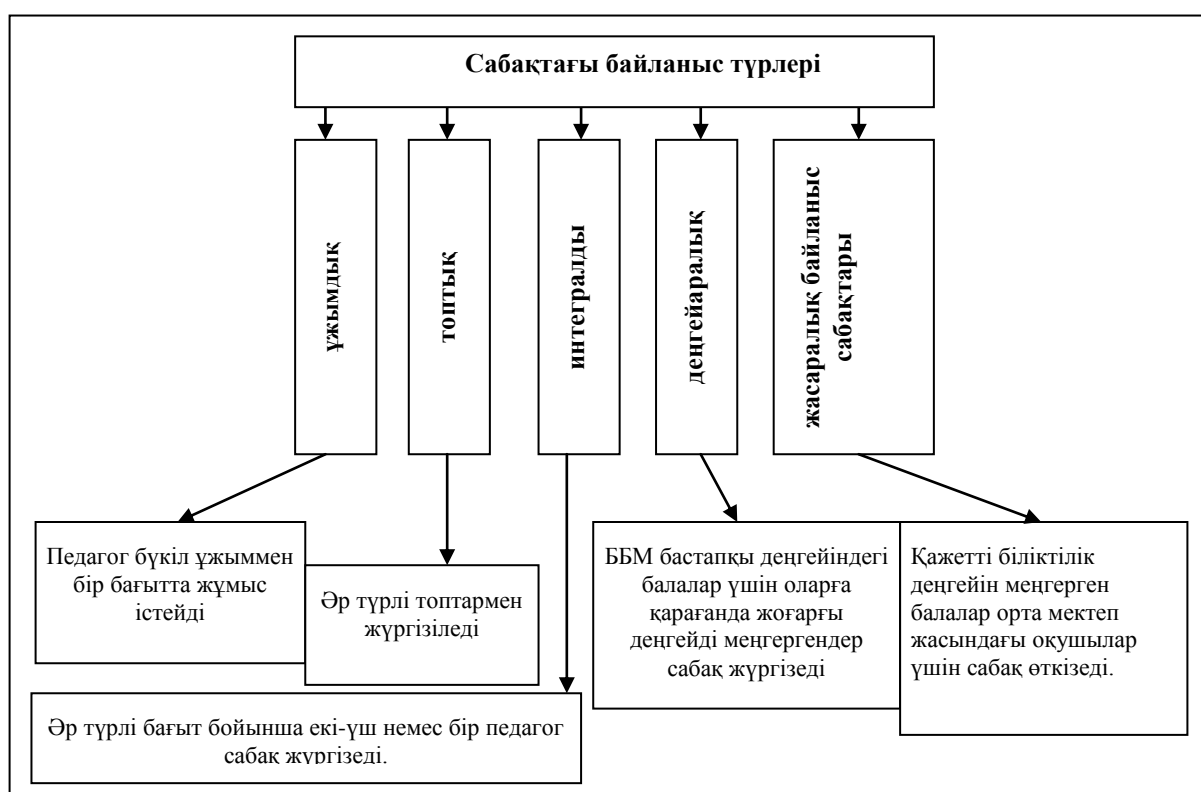 Сабақтағы байланыс түрлері
ұжымдық
топтық
интегралды
деңгейаралық
жасаралық байланыс
сабақтары
Педагог бүкіл ұжыммен
бір бағытта жұмыс
істейді
Әр түрлі топтармен
жүргізіледі
Әр түрлі бағыт бойынша екі-үш немес бір педагог
сабақ жүргізеді.
ББМ бастапқы деңгейіндегі
балалар үшін оларға
қарағанда жоғарғы
деңгейді меңгергендер
сабақ жүргізеді
Қажетті біліктілік
деңгейін меңгерген
балалар орта мектеп
жасындағы оқушылар
үшін сабақ өткізеді.